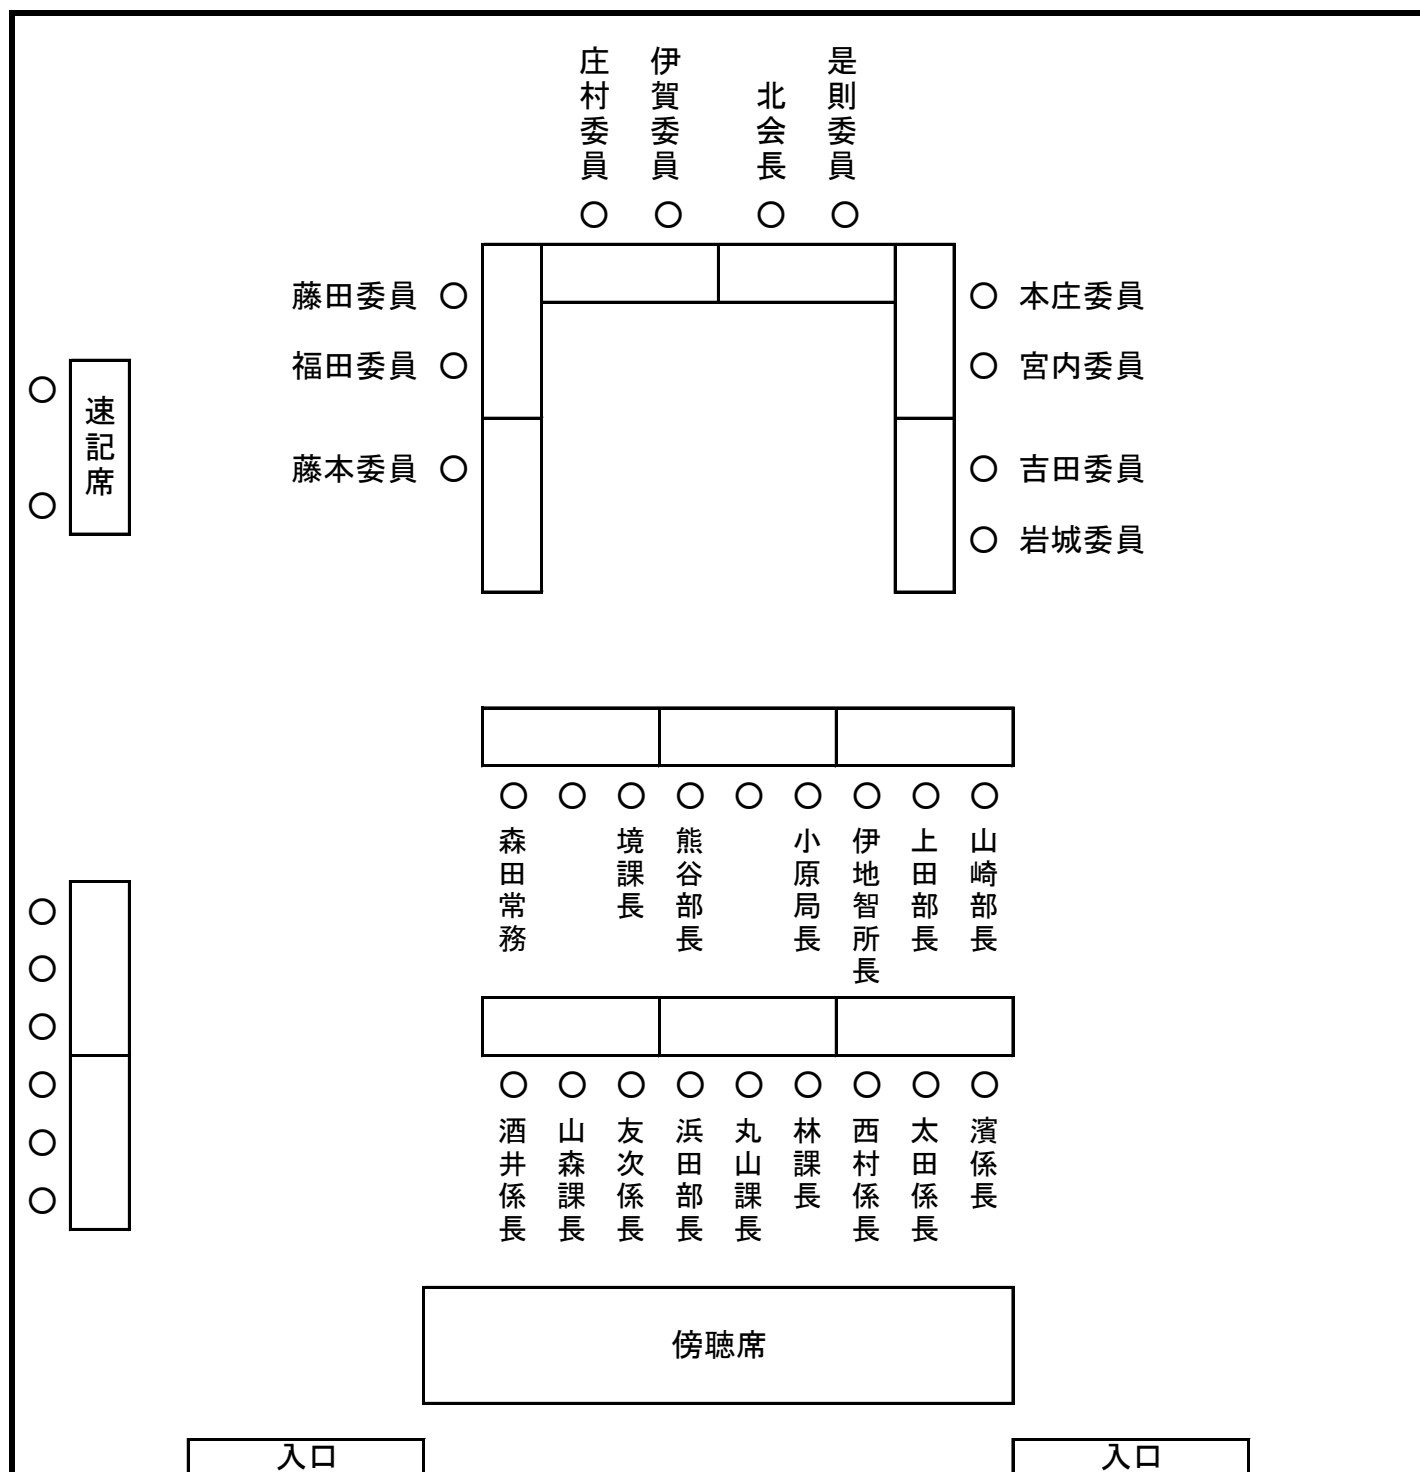 庄村委員
伊賀委員
北会長
是則委員
藤田委員
本庄委員
福田委員
宮内委員
速記席
藤本委員
吉田委員
岩城委員
森田常務
境課長
熊谷部長
小原局長
伊地智所長
上田部長
山崎部長
酒井係長
山森課長
友次係長
浜田部長
丸山課長
林課長
西村係長
太田係長
濱係長
傍聴席
入口
入口